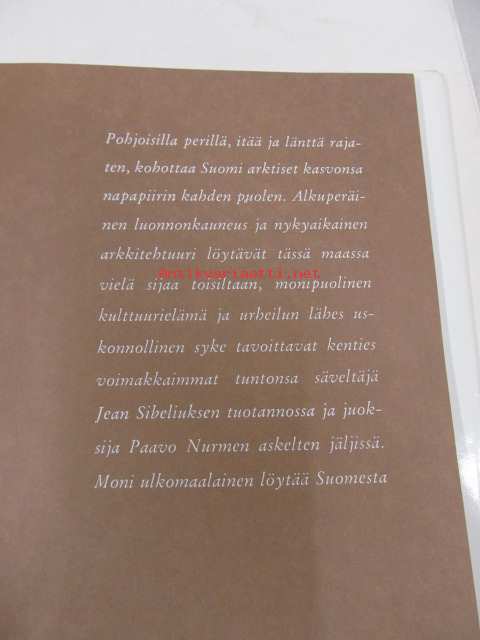 Pohjoisilla perillä, itää ja länttä raja-
ten, kohottaa Suomi arktiset kasvonsa
napapiirin kahden puolen. Alkuperäi-
nen luonnonkauneus ja nykyaikainen
arkkitehtuuri löytävät tässä maassa
Antikvariaatti.net
vielä sijaa toisiltaan, monipuolinen
kulttuurielämä ja urheilun lähes us-
konnollinen syke tavoittavat kenties
voimakkaimmat tuntonsa säveltäjä
Jean Sibeliuksen tuotannossa ja juok-
sija Paavo Nurmen askelten jäljissä.
Moni ulkomaalainen löytää Suomesta